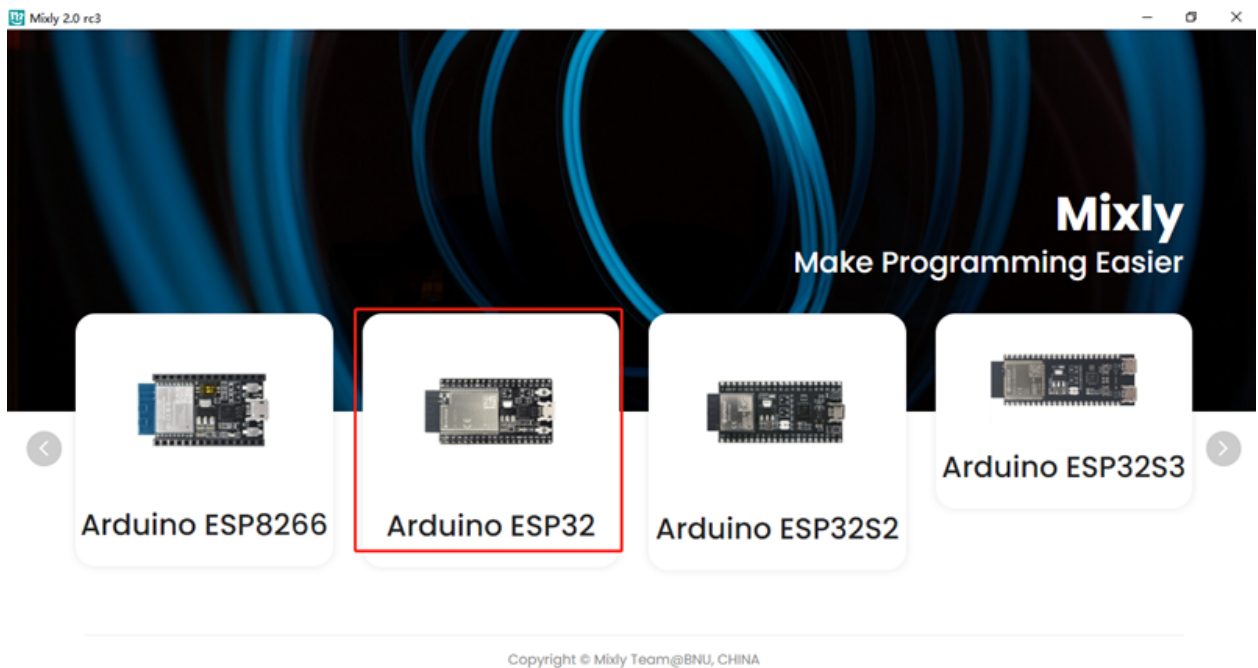 Mixly 2.0 rc3
Mixly
Make Programming Easier
Arduino ESP8266
Arduino ESP32
Arduino ESP32S2
Arduino ESP32S3
Copyright © Mixly Team@BNU, CHINA